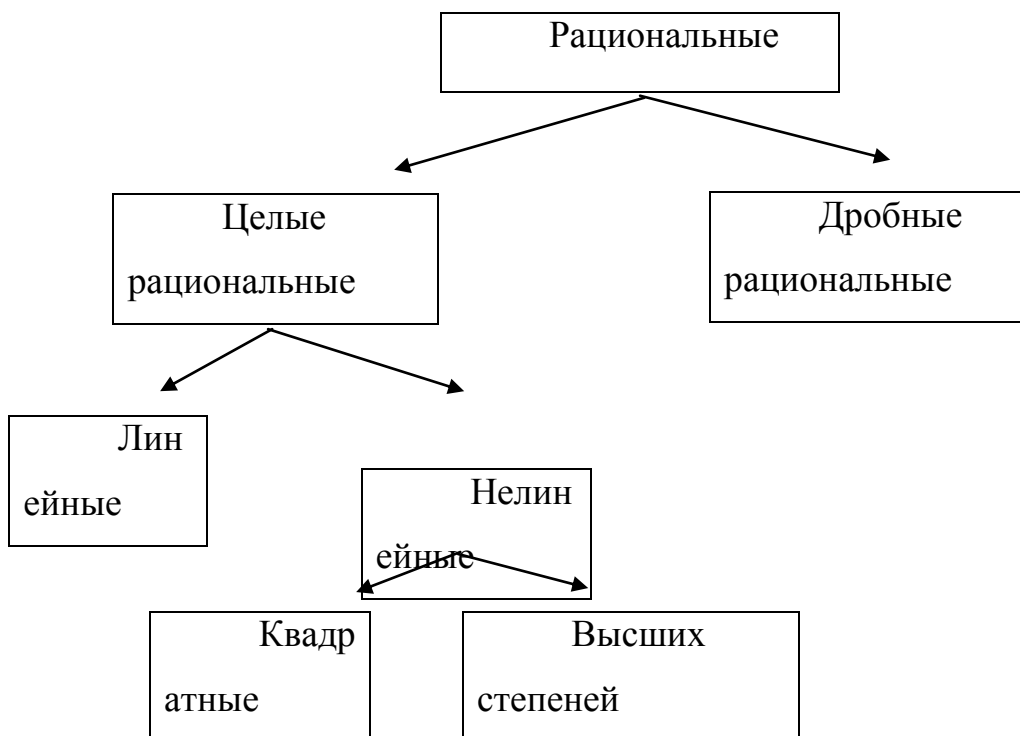 Рациональные
Целые
рациональные
Дробные
рациональные
Лин
ейные
Нелин
ейные
Квадр
атные
Высших
степеней